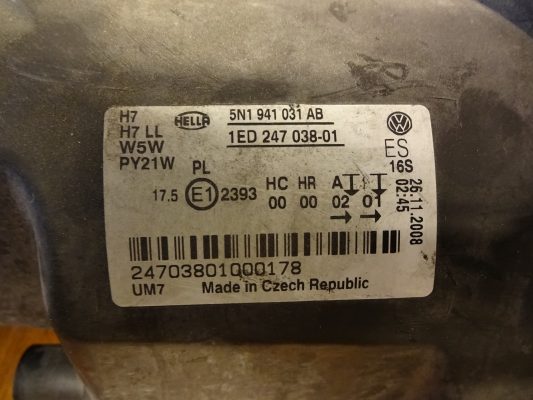 H7
H7 LL
W5W
PY21W
HELLA
5N1 941 031 AB
1ED 247 038-01
ES
16S
PL
17.5 E1 2393
HC HR A
00 00 02 01
26.11.2008
02:45
24703801000178
UM7 Made in Czech Republic